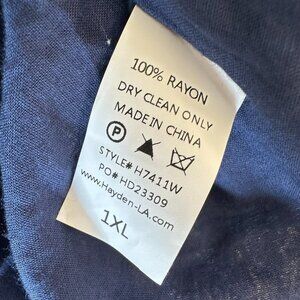 100% RAYON
DRY CLEAN ONLY
MADE IN CHINA
P
STYLE# H7411W
PO# HD23309
www.Hayden-LA.com
1XL